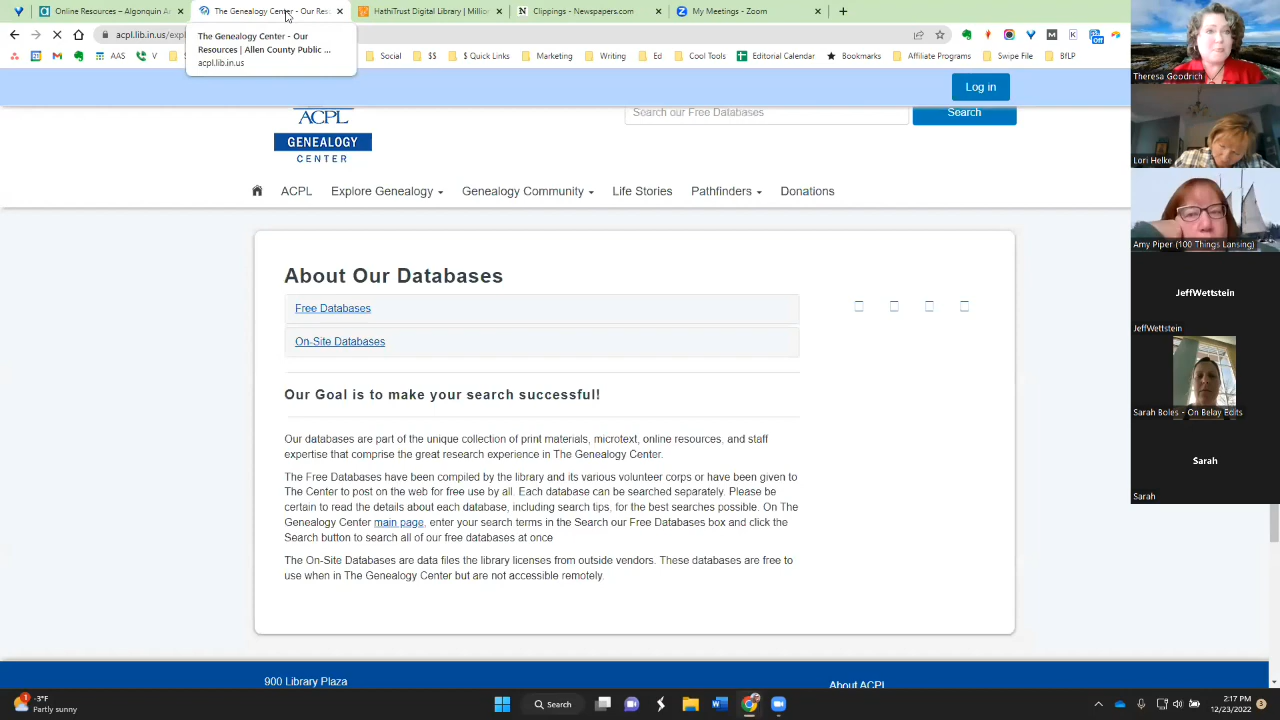 Online Resources – Algonquin A
The Genealogy Center - Our Res
HathiTrust Digital Library | Million
Clippings - Newspapers.com
My Meetings - Zoom
acpl.lib.in.us/exp
The Genealogy Center - Our
Resources | Allen County Public ...
acpl.lib.in.us
Off
AAS
V
Social
$$
$ Quick Links
Marketing
Ed
Cool Tools
Editorial Calendar
Bookmarks
Affiliate Programs
Swipe File
BfLP
Log in
ACPL
GENEALOGY
CENTER
Search our Free Databases
Search
ACPL
Explore Genealogy
Genealogy Community
Life Stories
Pathfinders
Donations
About Our Databases
Free Databases
On-Site Databases
Our Goal is to make your search successful!
Our databases are part of the unique collection of print materials, microtext, online resources, and staff
expertise that comprise the great research experience in The Genealogy Center.
The Free Databases have been compiled by the library and its various volunteer corps or have been given to
The Center to post on the web for free use by all. Each database can be searched separately. Please be
certain to read the details about each database, including search tips, for the best searches possible. On The
Genealogy Center main page, enter your search terms in the Search our Free Databases box and click the
Search button to search all of our free databases at once
The On-Site Databases are data files the library licenses from outside vendors. These databases are free to
use when in The Genealogy Center but are not accessible remotely.
900 Library Plaza
About ACPL
Theresa Goodrich
Lori Helke
Amy Piper (100 Things Lansing)
JeffWettstein
JeffWettstein
Sarah Boles - On Belay Edits
Sarah
Sarah
1
-3°F
Partly sunny
Search
2:17 PM
12/23/2022
3